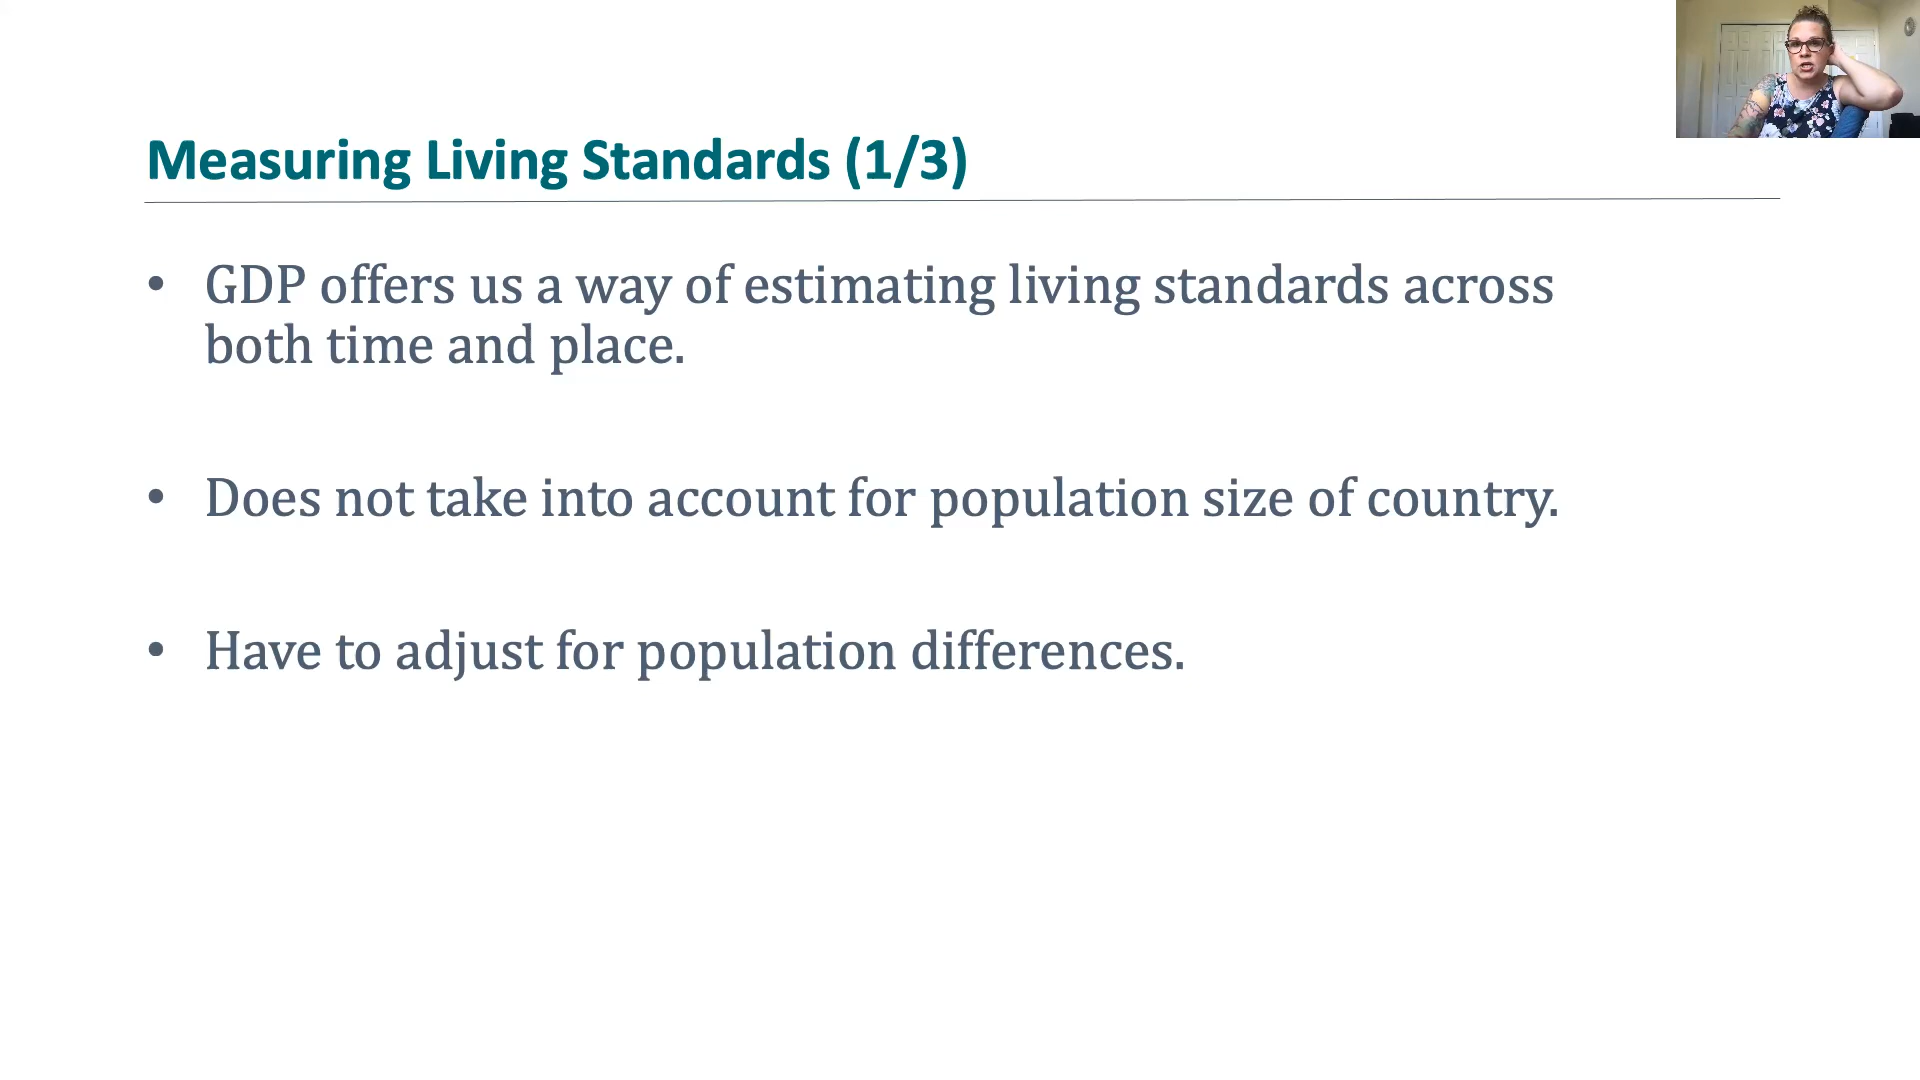 Measuring Living Standards (1/3)
• GDP offers us a way of estimating living standards across
both time and place.
• Does not take into account for population size of country.
• Have to adjust for population differences.